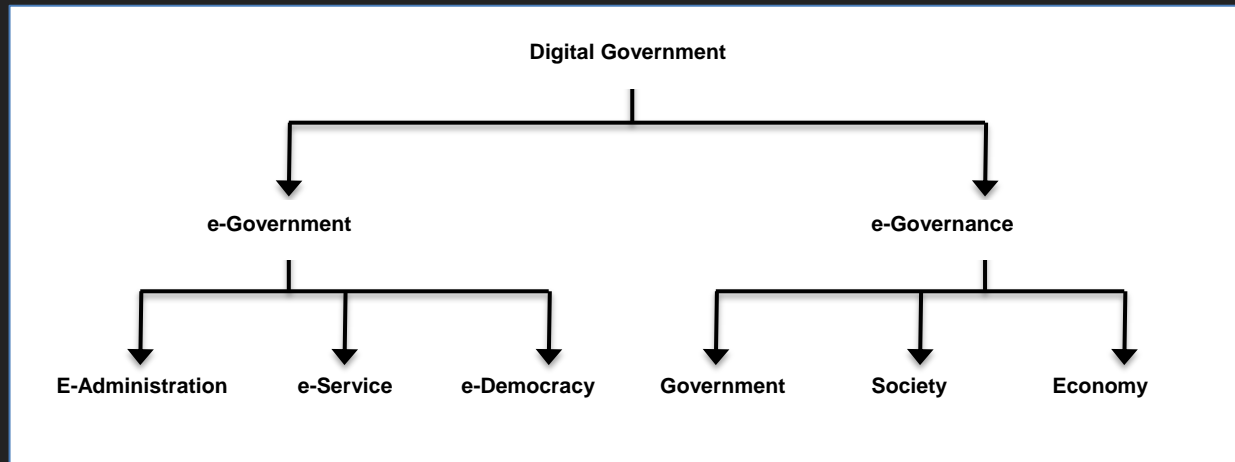 Digital Government
e-Government
e-Governance
E-Administration
e-Service
e-Democracy
Government
Society
Economy